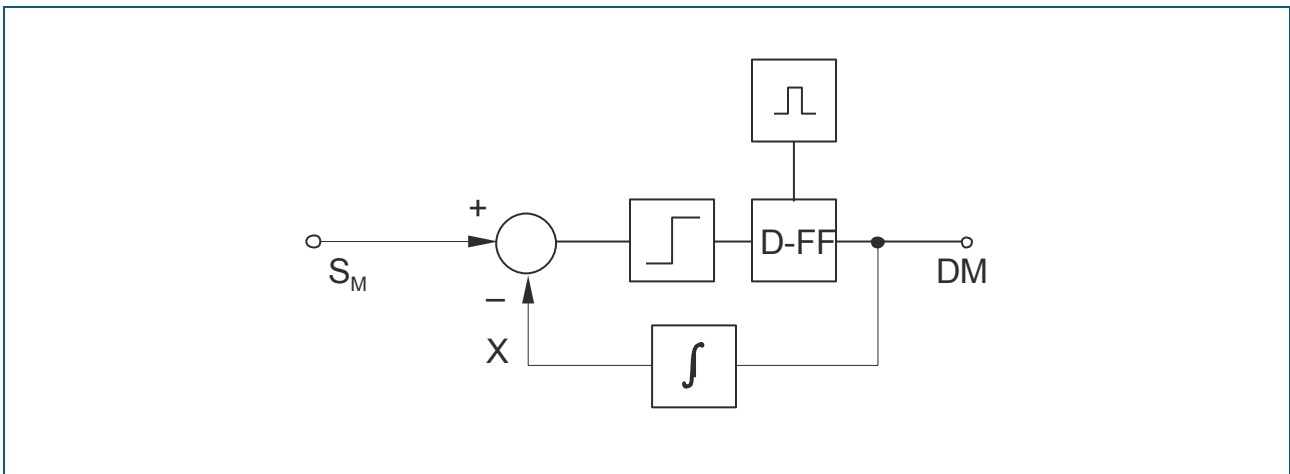 +
D-FF
S_M
DM
−
X
∫